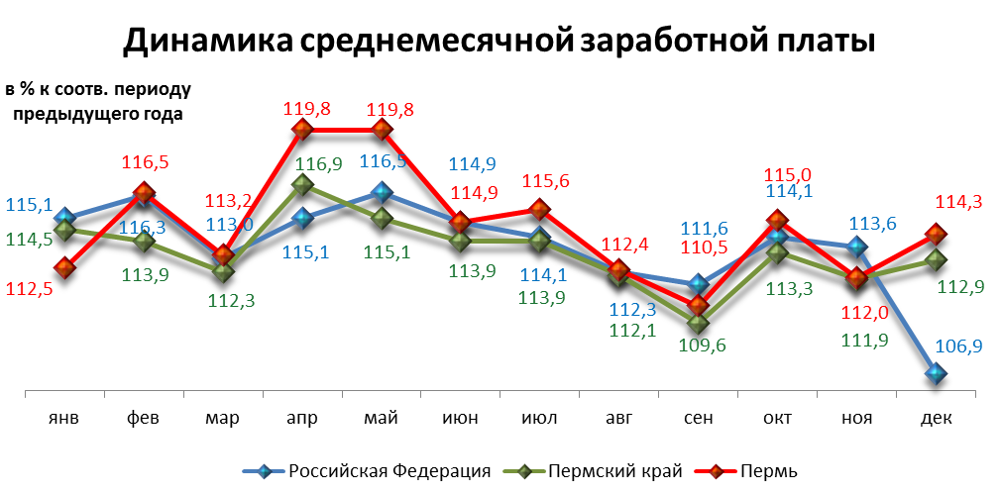 Динамика среднемесячной заработной платы
в % к соотв. периоду
предыдущего года
119,8
119,8
116,5
116,9
116,5
114,9
115,1
113,2
114,9
115,6
115,0
114,1
114,3
114,5
116,3
113,0
112,4
111,6
113,6
112,5
113,9
115,1
115,1
113,9
114,1
110,5
113,3
112,9
112,3
113,9
112,3
112,0
112,1
109,6
111,9
106,9
янв
фев
мар
апр
май
июн
июл
авг
сен
окт
ноя
дек
Российская Федерация
Пермский край
Пермь